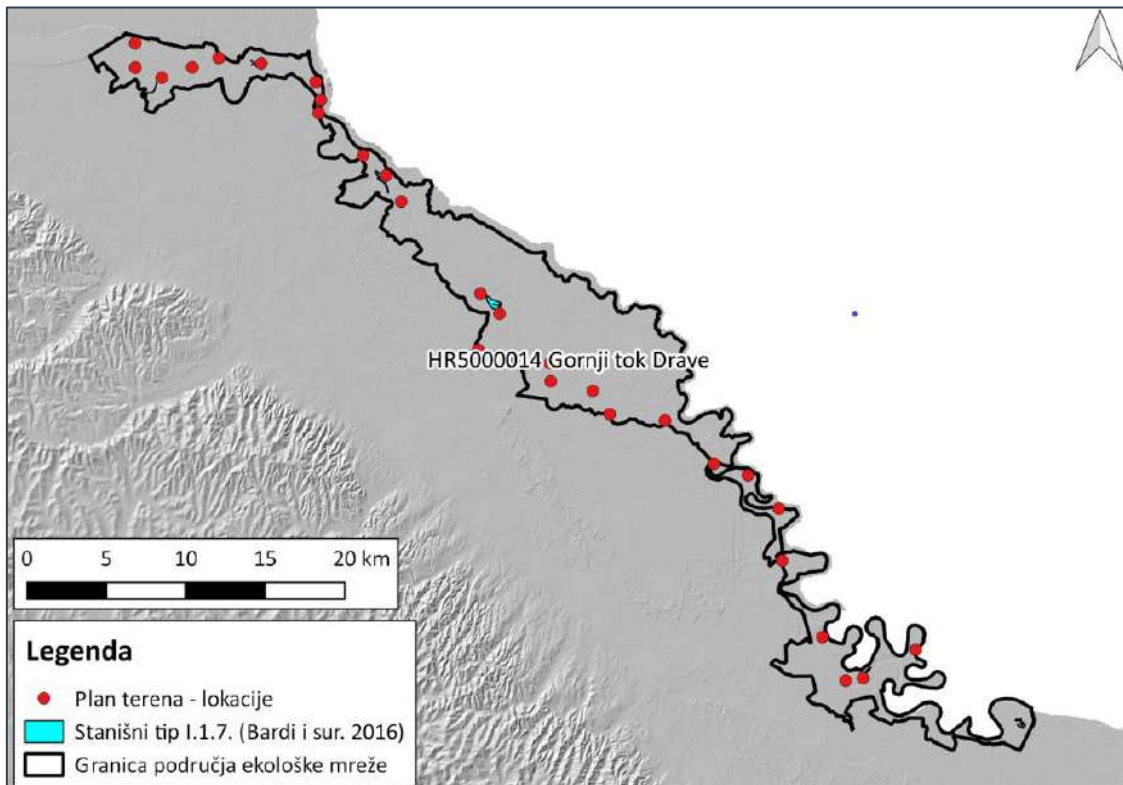 HR5000014 Gornji tok Drave
0 5 10 15 20 km
Legenda
Plan terena - lokacije
Stanišni tip I.1.7. (Bardi i sur. 2016)
Granica područja ekološke mreže